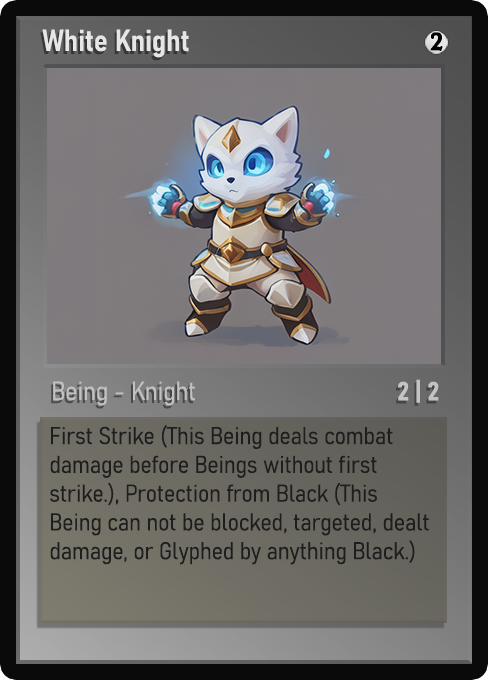 White Knight
2
Being - Knight
2|2
First Strike (This Being deals combat
damage before Beings without first
strike.), Protection from Black (This
Being can not be blocked, targeted, dealt
damage, or Glyphed by anything Black.)